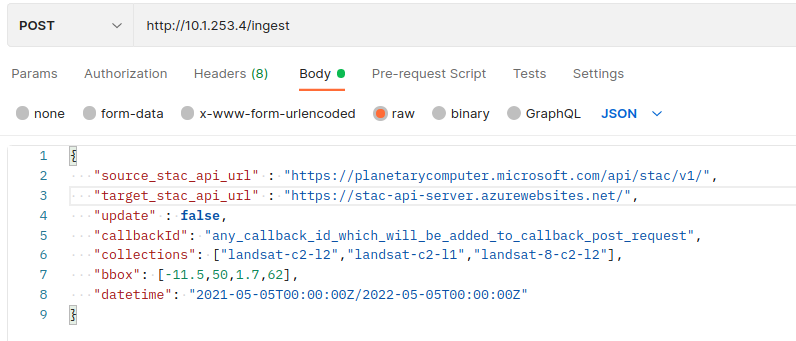 POST http://10.1.253.4/ingest
Params Authorization Headers (8) Body Pre-request Script Tests Settings
none form-data x-www-form-urlencoded raw binary GraphQL JSON
1 {
2 "source_stac_api_url" : "https://planetarycomputer.microsoft.com/api/stac/v1/",
3 "target_stac_api_url" : "https://stac-api-server.azurewebsites.net/",
4 "update" : false,
5 "callbackId": "any_callback_id_which_will_be_added_to_callback_post_request",
6 "collections": ["landsat-c2-l2","landsat-c2-l1","landsat-8-c2-l2"],
7 "bbox": [-11.5,50,1.7,62],
8 "datetime": "2021-05-05T00:00:00Z/2022-05-05T00:00:00Z"
9 }